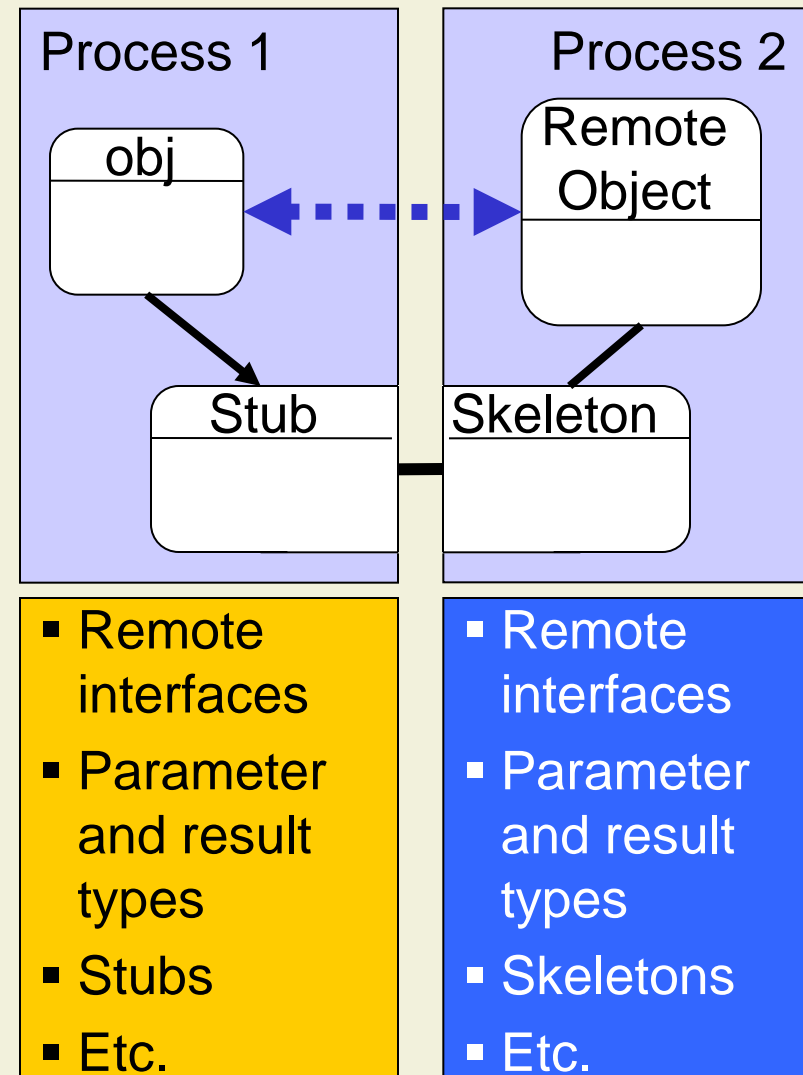 Process 1
obj
Stub
Process 2
Remote
Object
Skeleton
▪ Remote
interfaces
▪ Parameter
and result
types
▪ Stubs
▪ Etc.
▪ Remote
interfaces
▪ Parameter
and result
types
▪ Skeletons
▪ Etc.